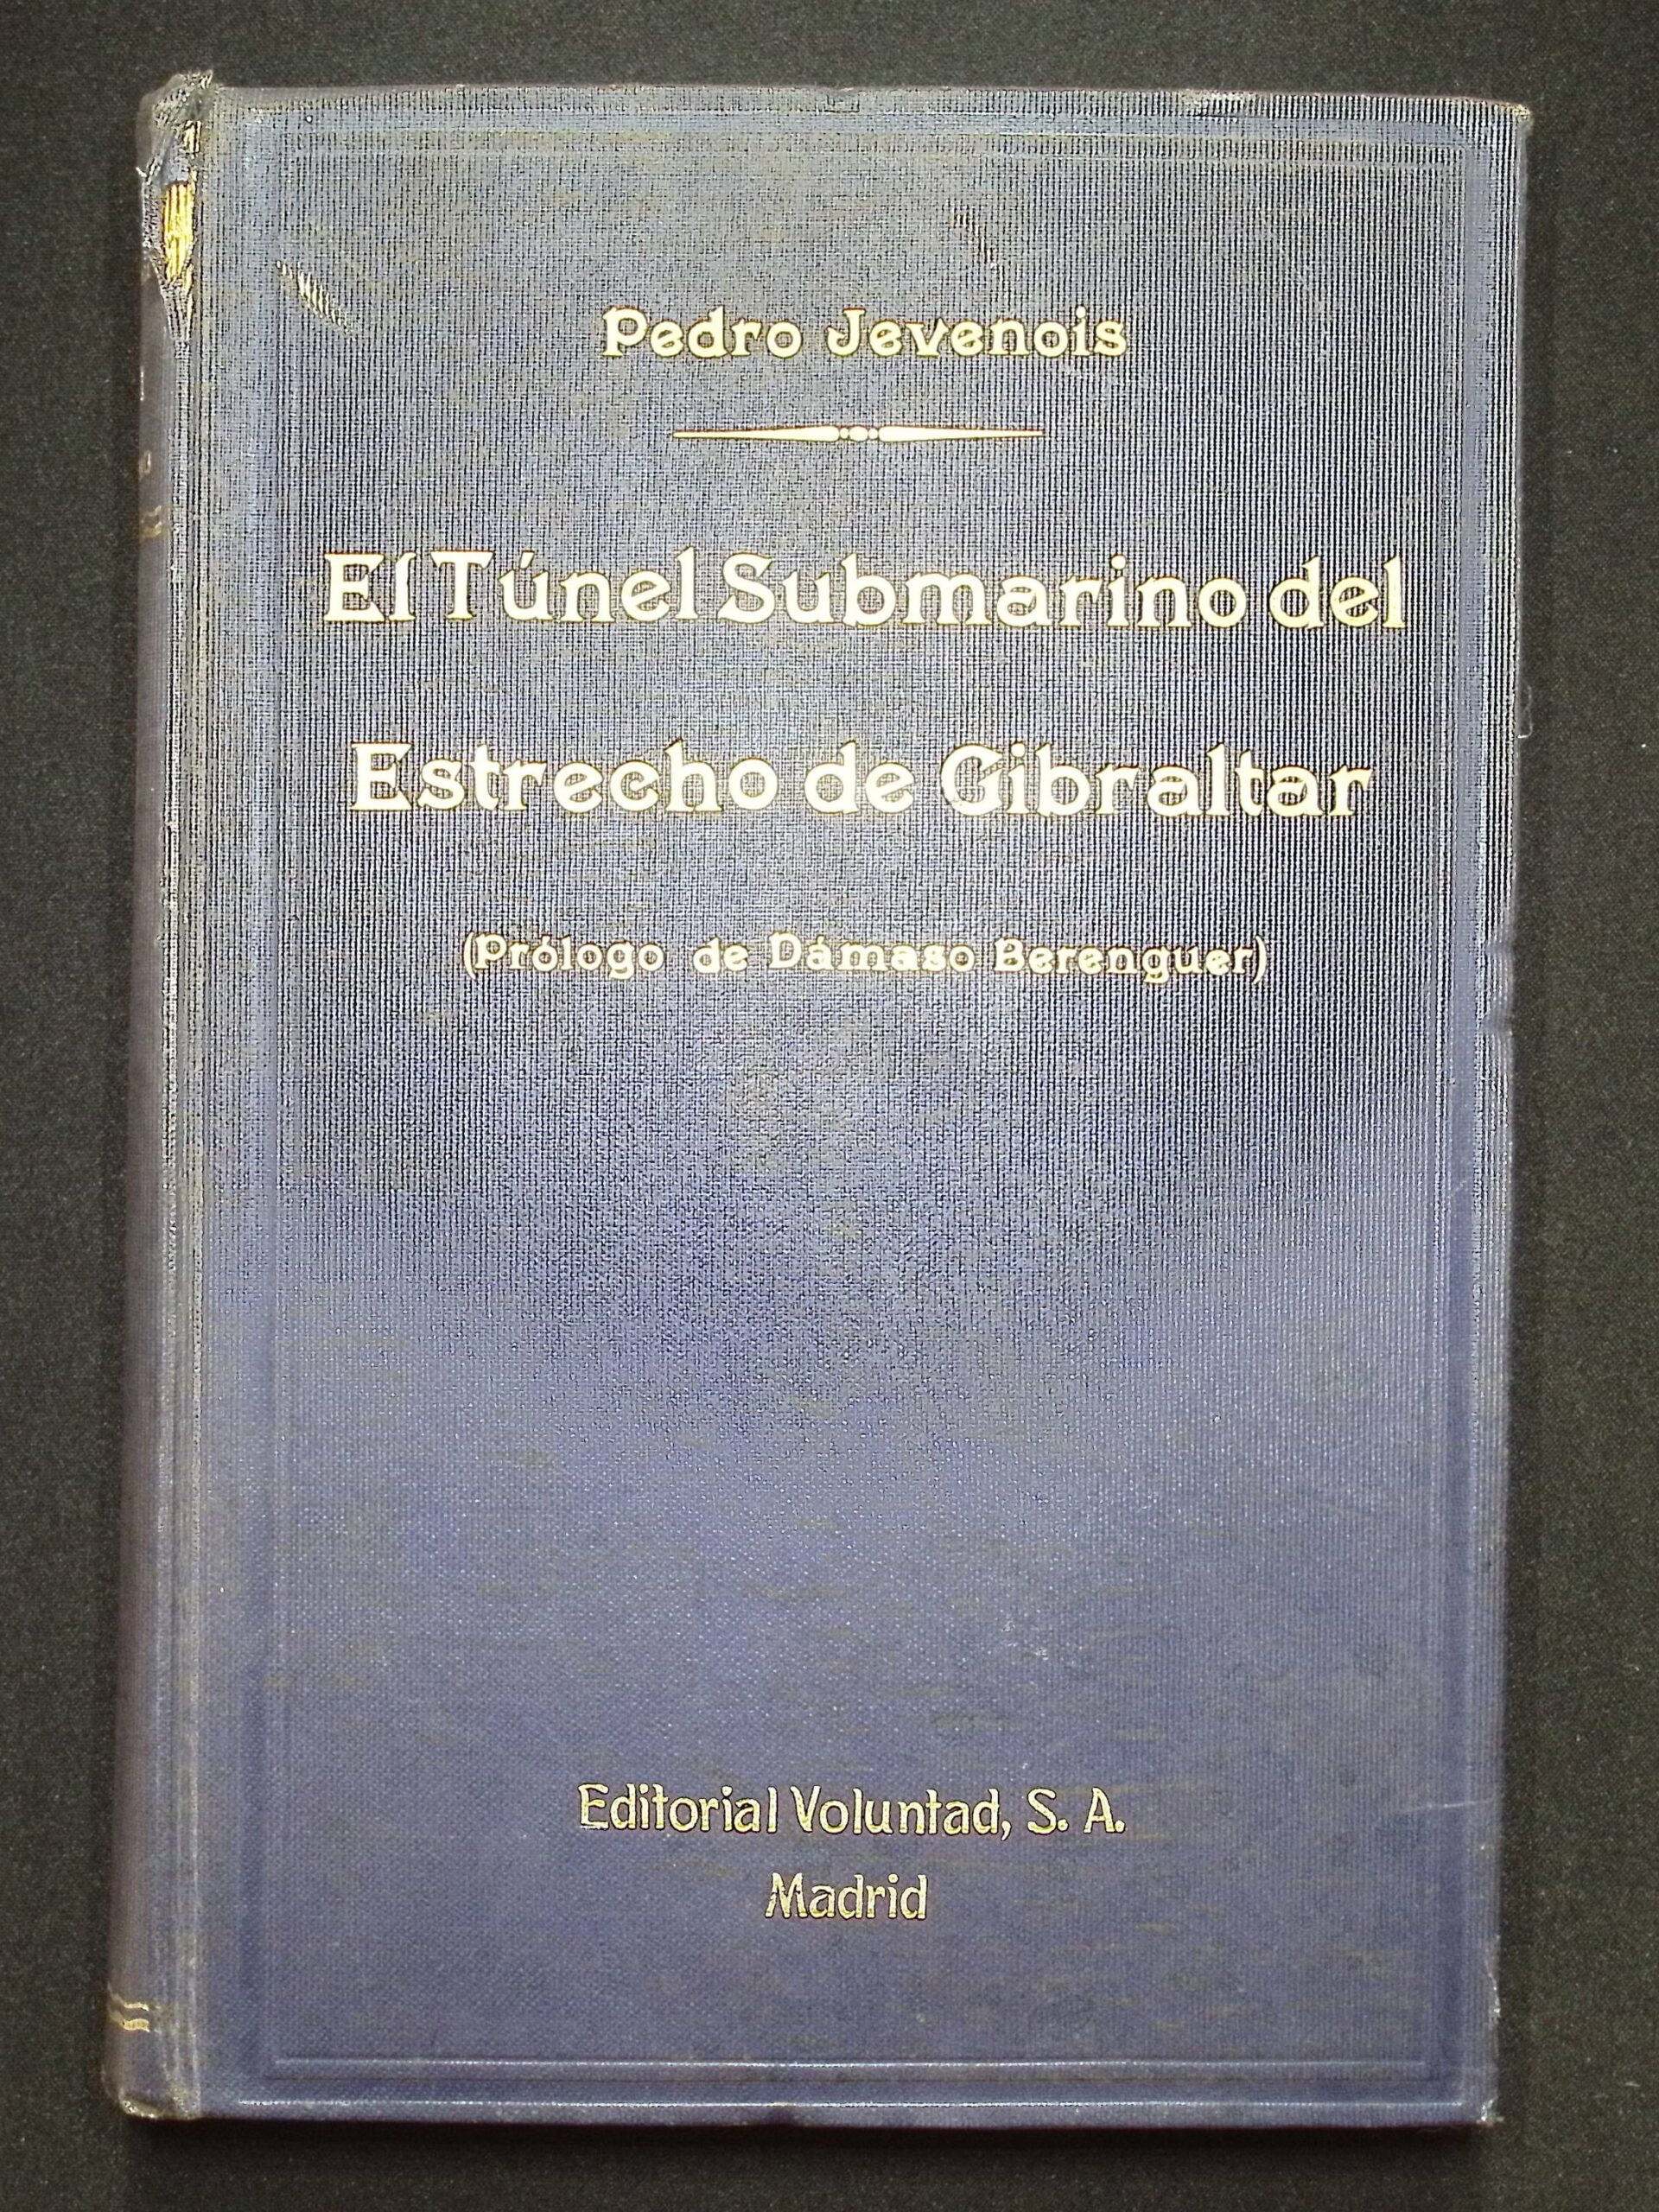 Pedro Jevenois
El Túnel Submarino del
Estrecho de Gibraltar
(Prólogo de Dámaso Berenguer)
Editorial Voluntad, S. A.
Madrid